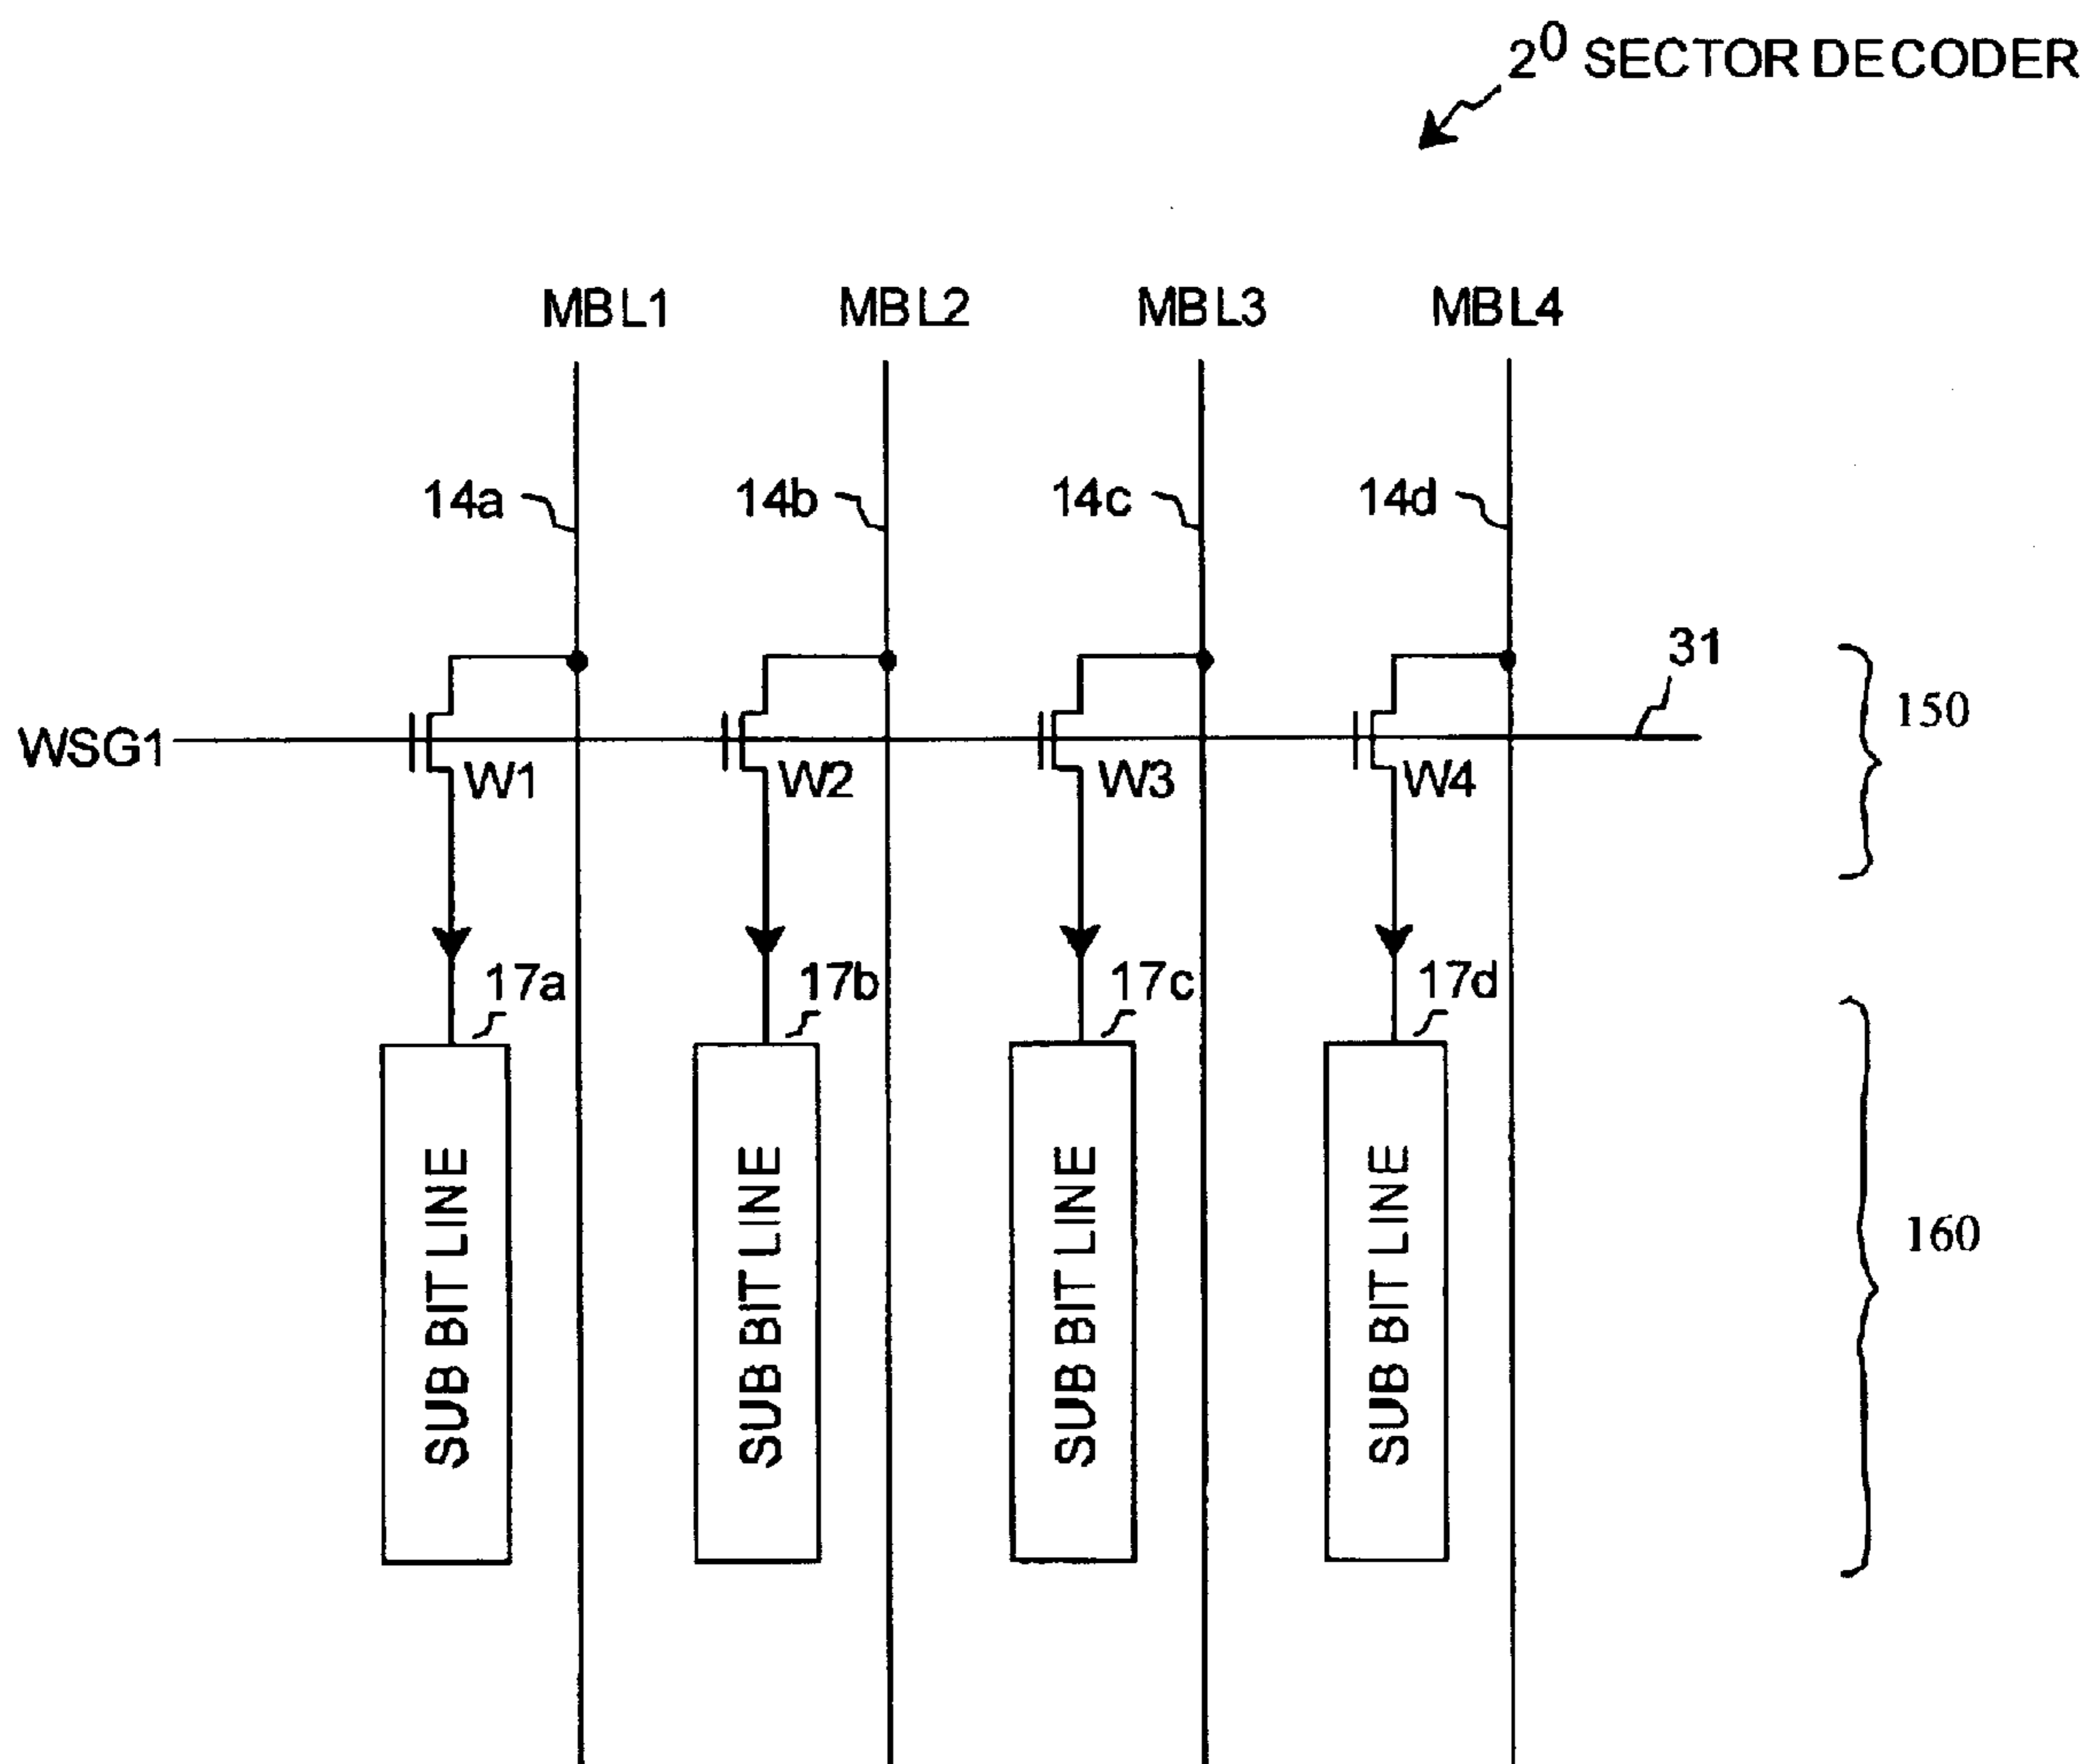 2⁰ SECTOR DECODER
MBL1 MBL2 MBL3 MBL4
14a 14b 14c 14d
31
150
WSG1
W1 W2 W3 W4
17a 17b 17c 17d
160
SUB BIT LINE
SUB BIT LINE
SUB BIT LINE
SUB BIT LINE